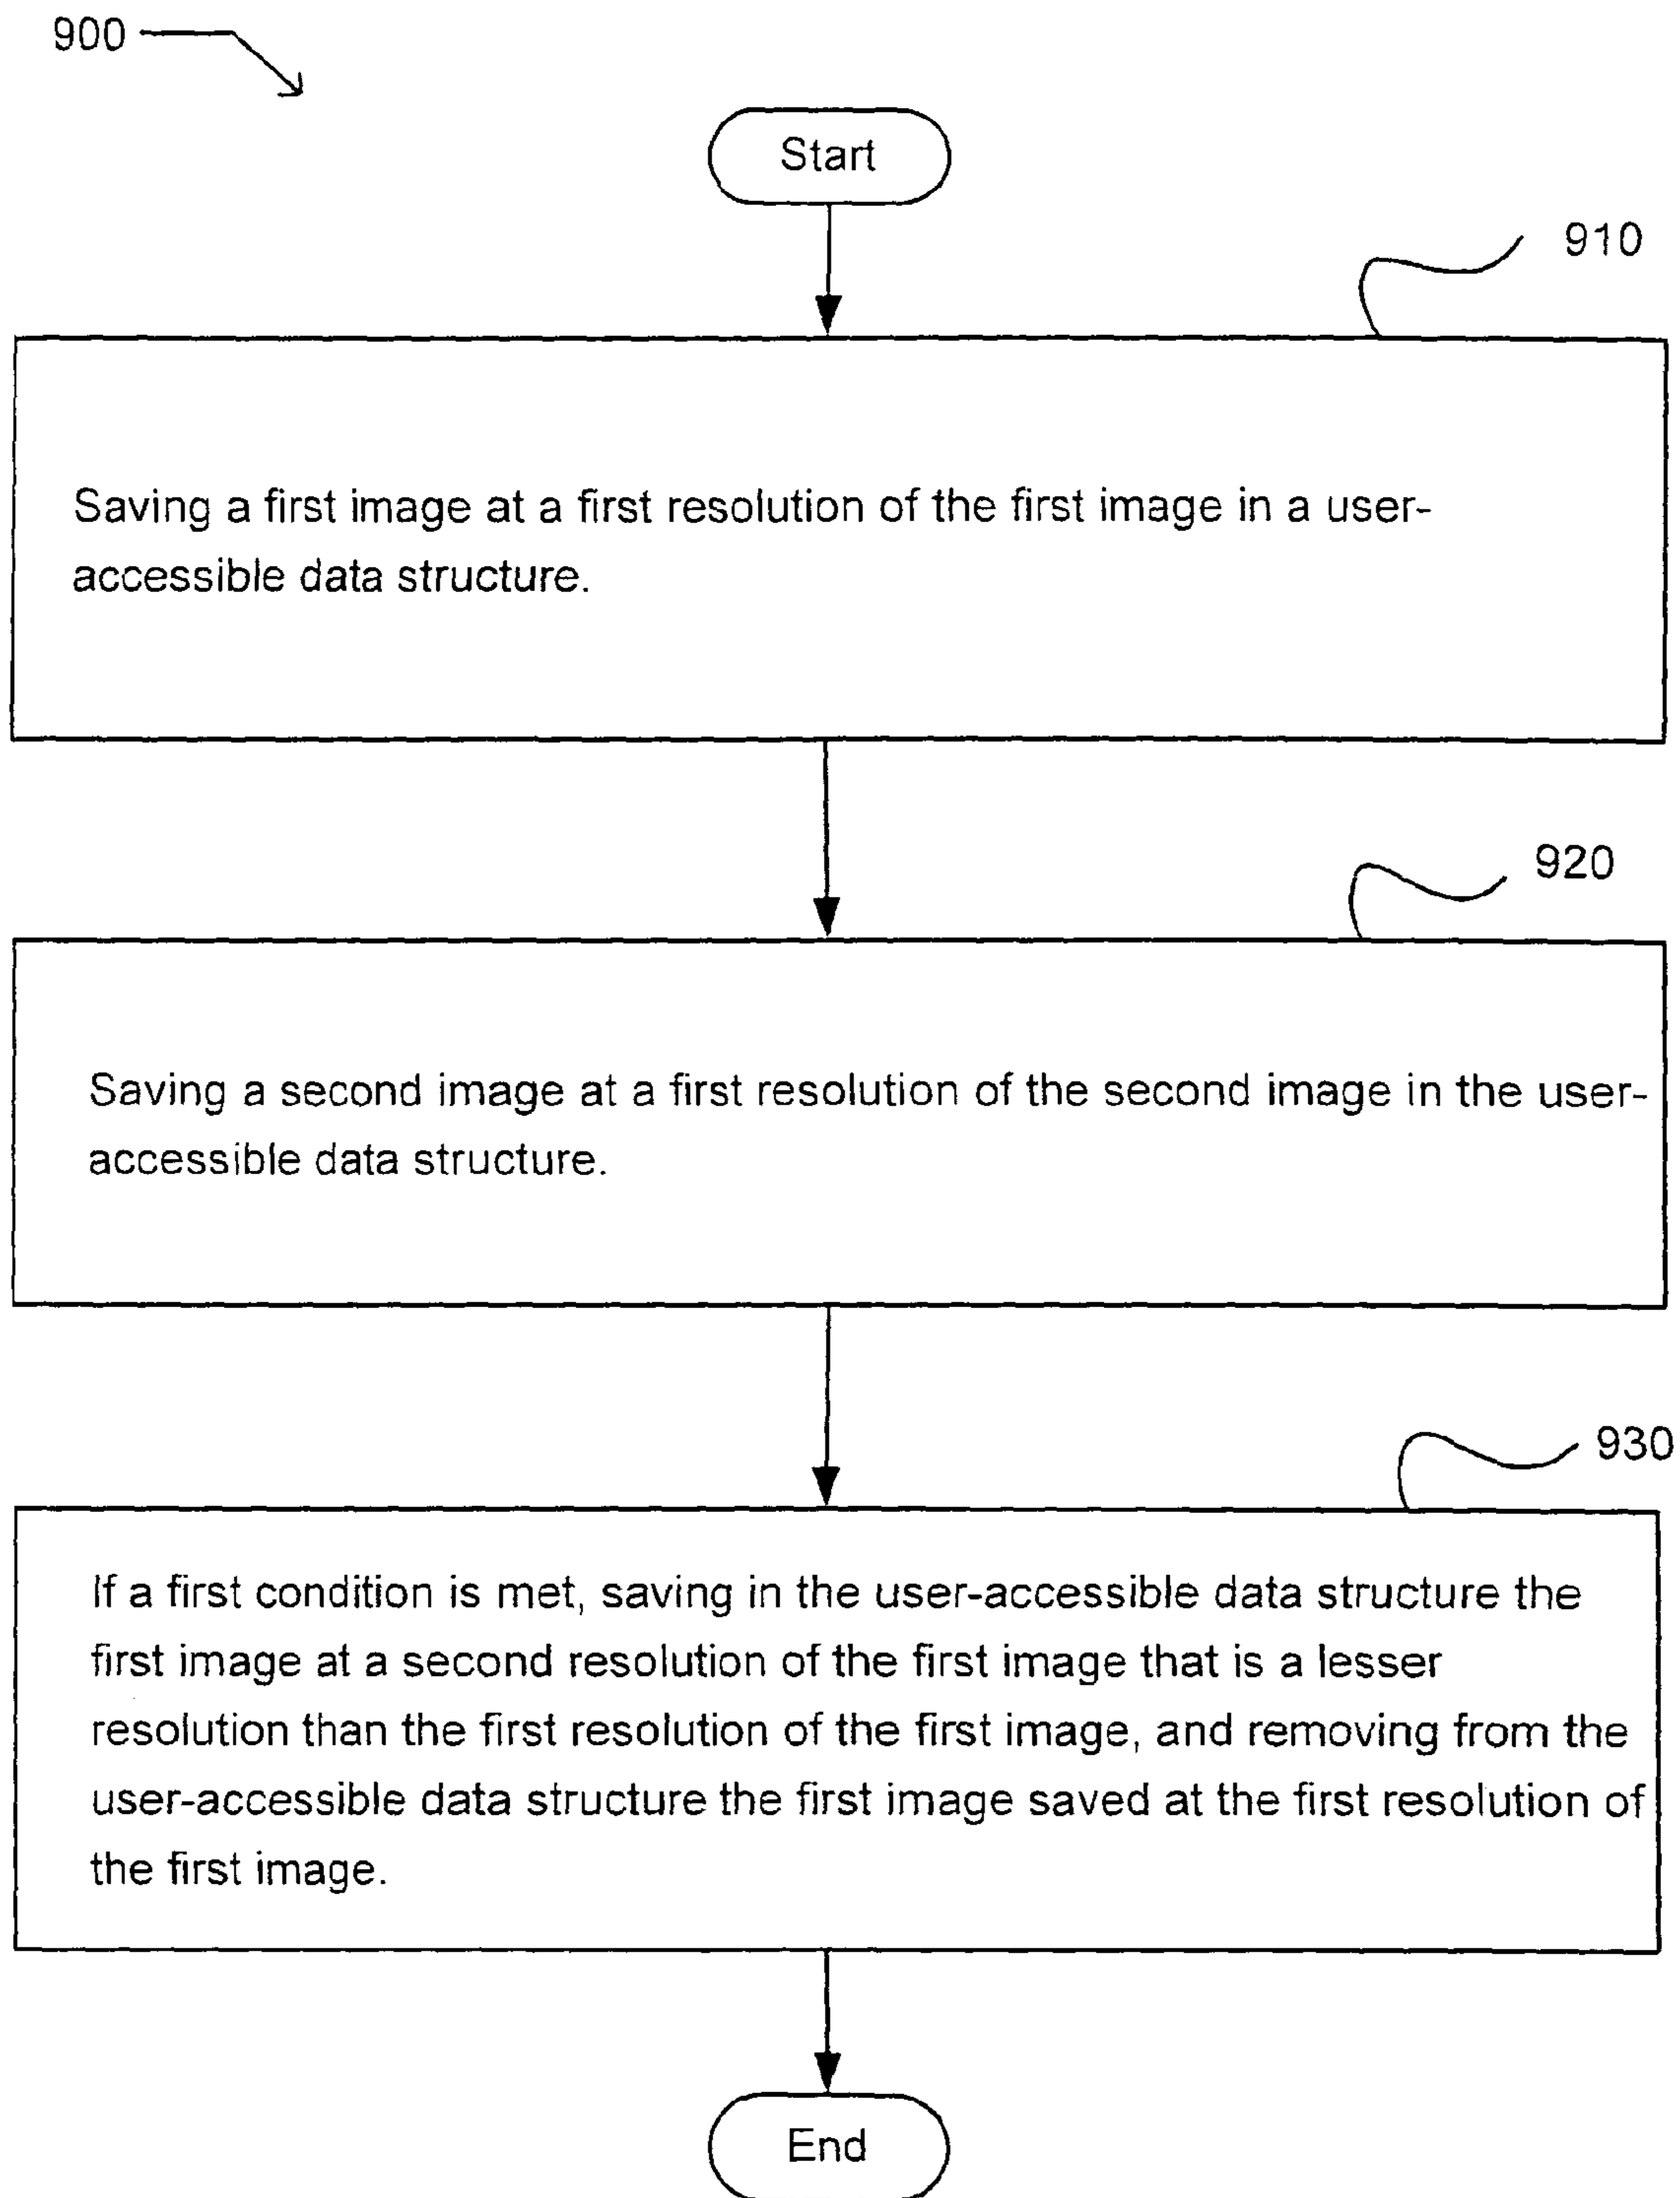 900
Start
910
Saving a first image at a first resolution of the first image in a user-
accessible data structure.
920
Saving a second image at a first resolution of the second image in the user-
accessible data structure.
930
If a first condition is met, saving in the user-accessible data structure the
first image at a second resolution of the first image that is a lesser
resolution than the first resolution of the first image, and removing from the
user-accessible data structure the first image saved at the first resolution of
the first image.
End